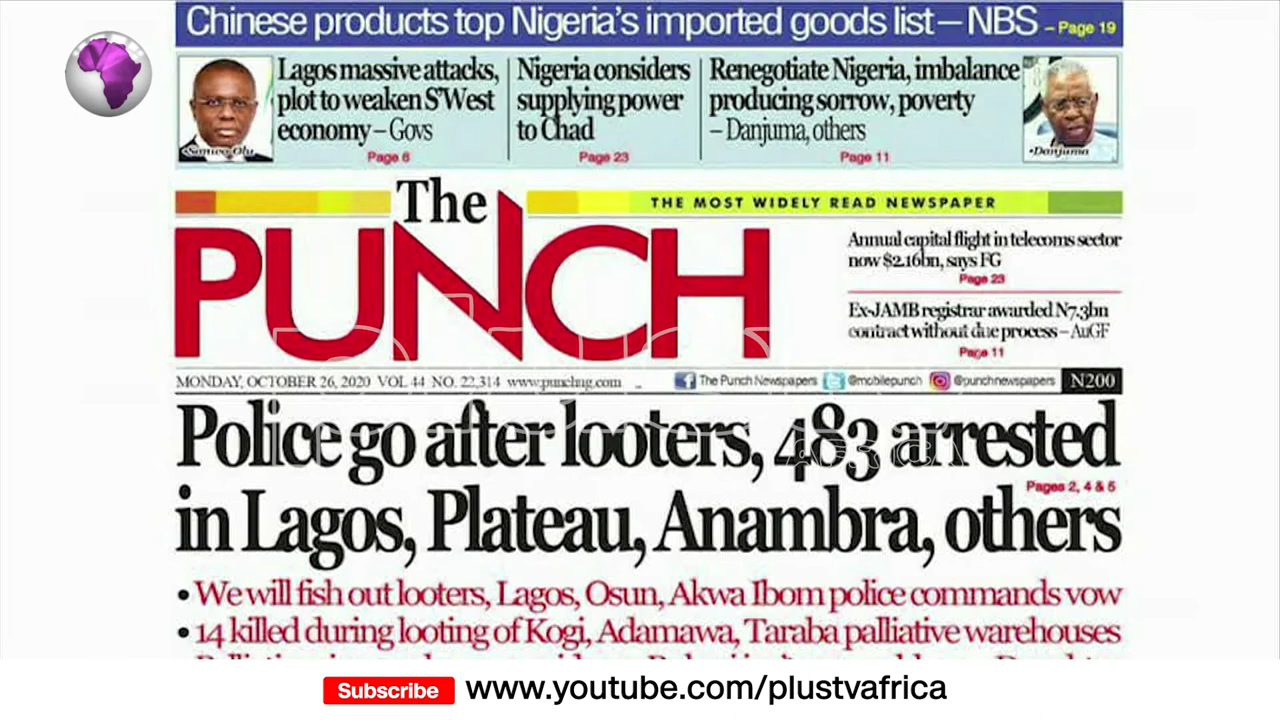 Chinese products top Nigeria's imported goods list – NBS – Page 19
Lagos massive attacks,
plot to weaken S'West
economy – Govs
Page 6
Sanwo-Olu
Nigeria considers
supplying power
to Chad
Page 23
Renegotiate Nigeria, imbalance
producing sorrow, poverty
– Danjuma, others
Page 11
•Danjuma
The
PUNCH
THE MOST WIDELY READ NEWSPAPER
Annual capital flight in telecoms sector
now $2.16bn, says FG
Page 23
Ex-JAMB registrar awarded N7.3bn
contract without due process – AuGF
Page 11
MONDAY, OCTOBER 26, 2020 VOL 44 NO. 22,314 www.punchng.com
The Punch Newspapers @mobilepunch @punchnewspapers N200
Police go after looters, 483 arrested
Pages 2, 4 & 5
in Lagos, Plateau, Anambra, others
• We will fish out looters, Lagos, Osun, Akwa Ibom police commands vow
• 14 killed during looting of Kogi, Adamawa, Taraba palliative warehouses
Subscribe www.youtube.com/plustvafrica